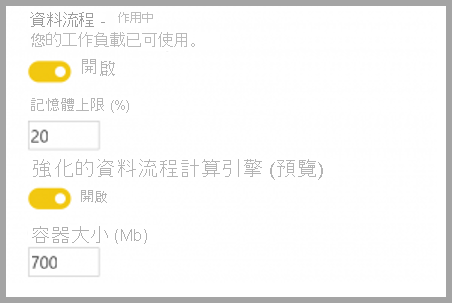 資料流程 - 作用中
您的工作負載已可使用。
開啟
記憶體上限 (%)
20
強化的資料流程計算引擎 (預覽)
開啟
容器大小 (Mb)
700